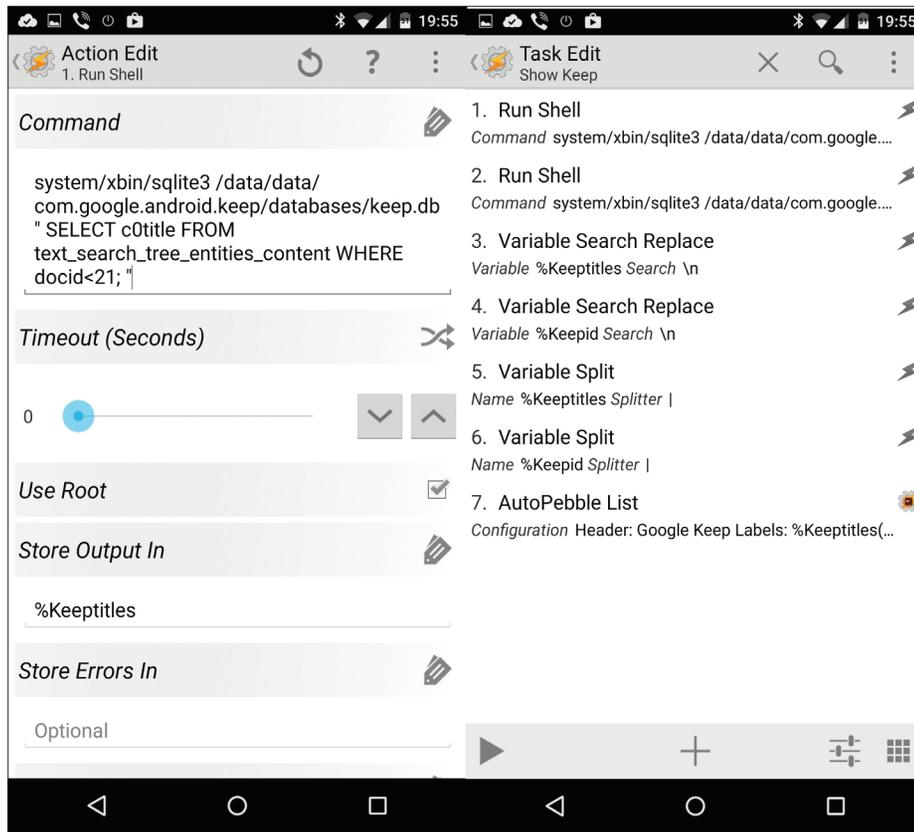 19:55
Action Edit
1. Run Shell
?
Command
system/xbin/sqlite3 /data/data/
com.google.android.keep/databases/keep.db
" SELECT c0title FROM
text_search_tree_entities_content WHERE
docid<21; "
Timeout (Seconds)
0
Use Root
Store Output In
%Keeptitles
Store Errors In
Optional
19:55
Task Edit
Show Keep
1. Run Shell
Command system/xbin/sqlite3 /data/data/com.google....
2. Run Shell
Command system/xbin/sqlite3 /data/data/com.google....
3. Variable Search Replace
Variable %Keeptitles Search \n
4. Variable Search Replace
Variable %Keepid Search \n
5. Variable Split
Name %Keeptitles Splitter |
6. Variable Split
Name %Keepid Splitter |
7. AutoPebble List
Configuration Header: Google Keep Labels: %Keeptitles(...